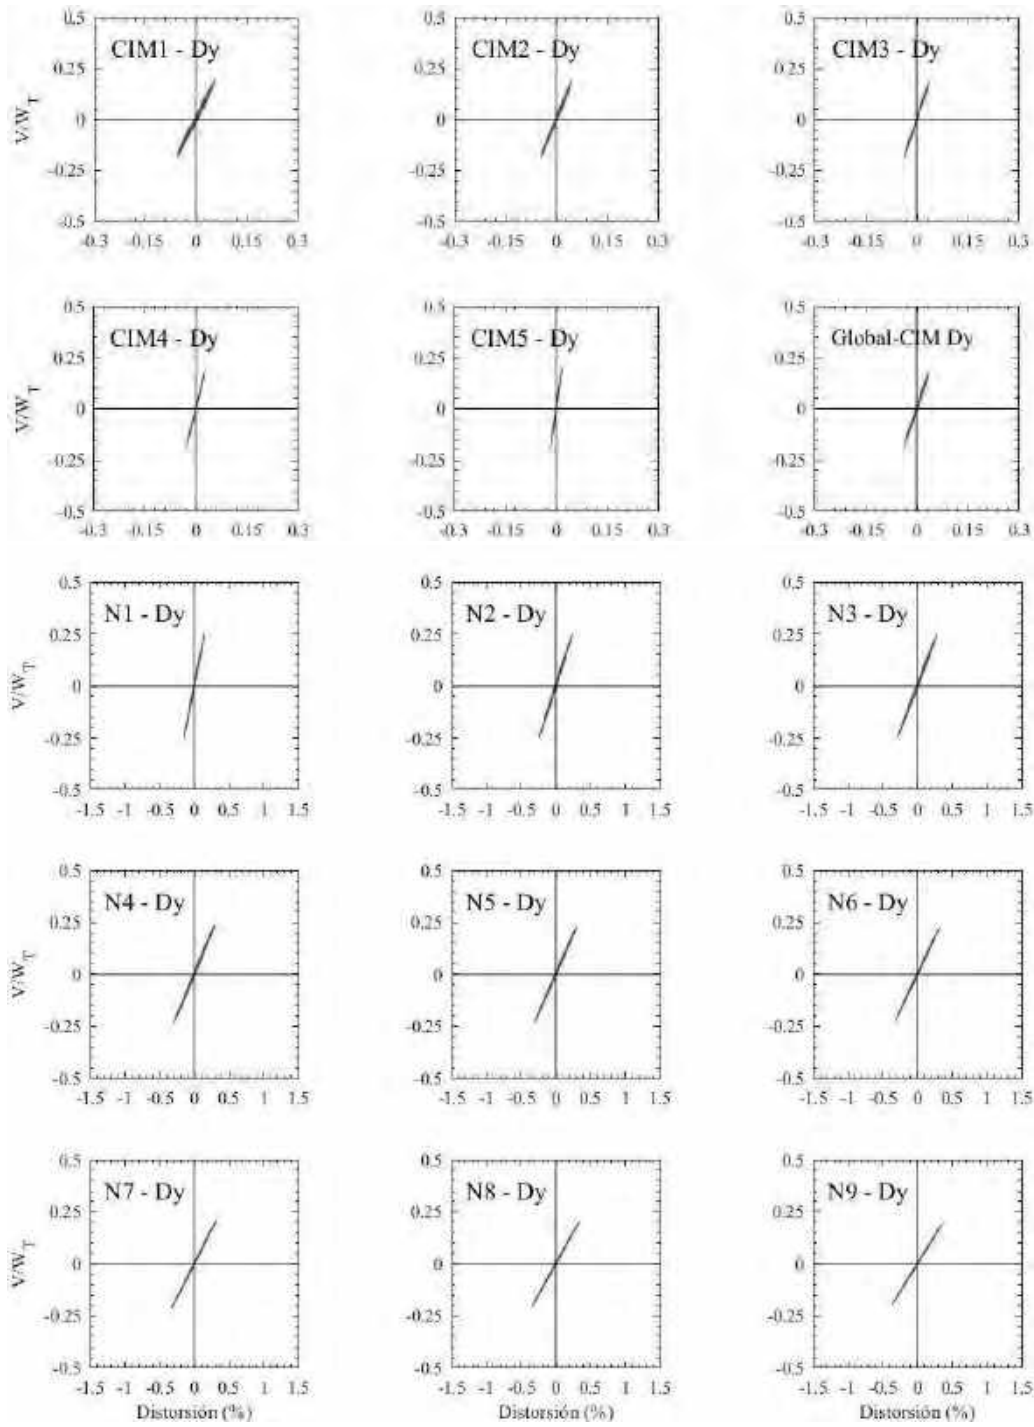 0.5 0.5 0.5
CIM1 - Dy CIM2 - Dy CIM3 - Dy
0.25 0.25 0.25
V/W_T 0 0 0
-0.25 -0.25 -0.25
-0.5 -0.5 -0.5
-0.3 -0.15 0 0.15 0.3 -0.3 -0.15 0 0.15 0.3 -0.3 -0.15 0 0.15 0.3
0.5 0.5 0.5
CIM4 - Dy CIM5 - Dy Global-CIM Dy
0.25 0.25 0.25
V/W_T 0 0 0
-0.25 -0.25 -0.25
-0.5 -0.5 -0.5
-0.3 -0.15 0 0.15 0.3 -0.3 -0.15 0 0.15 0.3 -0.3 -0.15 0 0.15 0.3
0.5 0.5 0.5
N1 - Dy N2 - Dy N3 - Dy
0.25 0.25 0.25
V/W_T 0 0 0
-0.25 -0.25 -0.25
-0.5 -0.5 -0.5
-1.5 -1 -0.5 0 0.5 1 1.5 -1.5 -1 -0.5 0 0.5 1 1.5 -1.5 -1 -0.5 0 0.5 1 1.5
0.5 0.5 0.5
N4 - Dy N5 - Dy N6 - Dy
0.25 0.25 0.25
V/W_T 0 0 0
-0.25 -0.25 -0.25
-0.5 -0.5 -0.5
-1.5 -1 -0.5 0 0.5 1 1.5 -1.5 -1 -0.5 0 0.5 1 1.5 -1.5 -1 -0.5 0 0.5 1 1.5
0.5 0.5 0.5
N7 - Dy N8 - Dy N9 - Dy
0.25 0.25 0.25
V/W_T 0 0 0
-0.25 -0.25 -0.25
-0.5 -0.5 -0.5
-1.5 -1 -0.5 0 0.5 1 1.5 -1.5 -1 -0.5 0 0.5 1 1.5 -1.5 -1 -0.5 0 0.5 1 1.5
Distorsión (%) Distorsión (%) Distorsión (%)